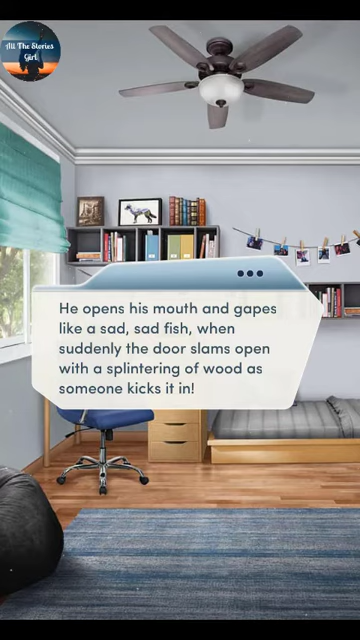 All The Stories
Girl
He opens his mouth and gapes
like a sad, sad fish, when
suddenly the door slams open
with a splintering of wood as
someone kicks it in!